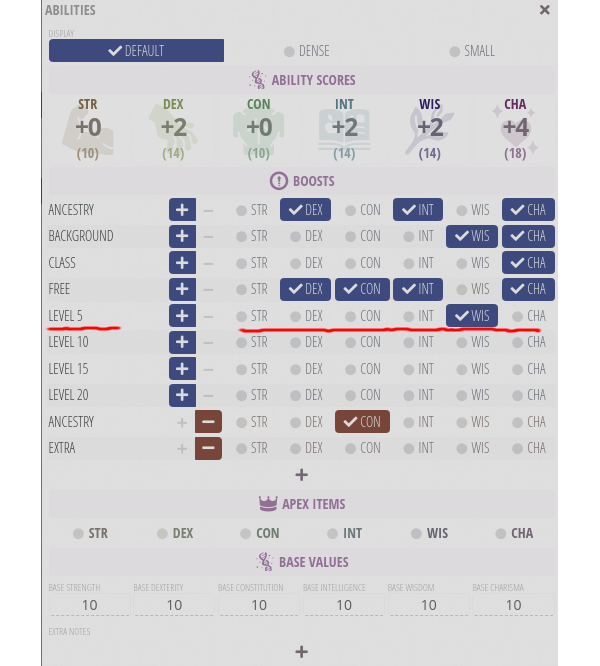 ABILITIES
DISPLAY
DEFAULT DENSE SMALL
ABILITY SCORES
STR DEX CON INT WIS CHA
+0 +2 +0 +2 +2 +4
(10) (14) (10) (14) (14) (18)
BOOSTS
ANCESTRY + − STR DEX CON INT WIS CHA
BACKGROUND + − STR DEX CON INT WIS CHA
CLASS + − STR DEX CON INT WIS CHA
FREE + − STR DEX CON INT WIS CHA
LEVEL 5 + − STR DEX CON INT WIS CHA
LEVEL 10 + − STR DEX CON INT WIS CHA
LEVEL 15 + − STR DEX CON INT WIS CHA
LEVEL 20 + − STR DEX CON INT WIS CHA
ANCESTRY + − STR DEX CON INT WIS CHA
EXTRA + − STR DEX CON INT WIS CHA
+
APEX ITEMS
STR DEX CON INT WIS CHA
BASE VALUES
BASE STRENGTH BASE DEXTERITY BASE CONSTITUTION BASE INTELLIGENCE BASE WISDOM BASE CHARISMA
10 10 10 10 10 10
EXTRA NOTES
+